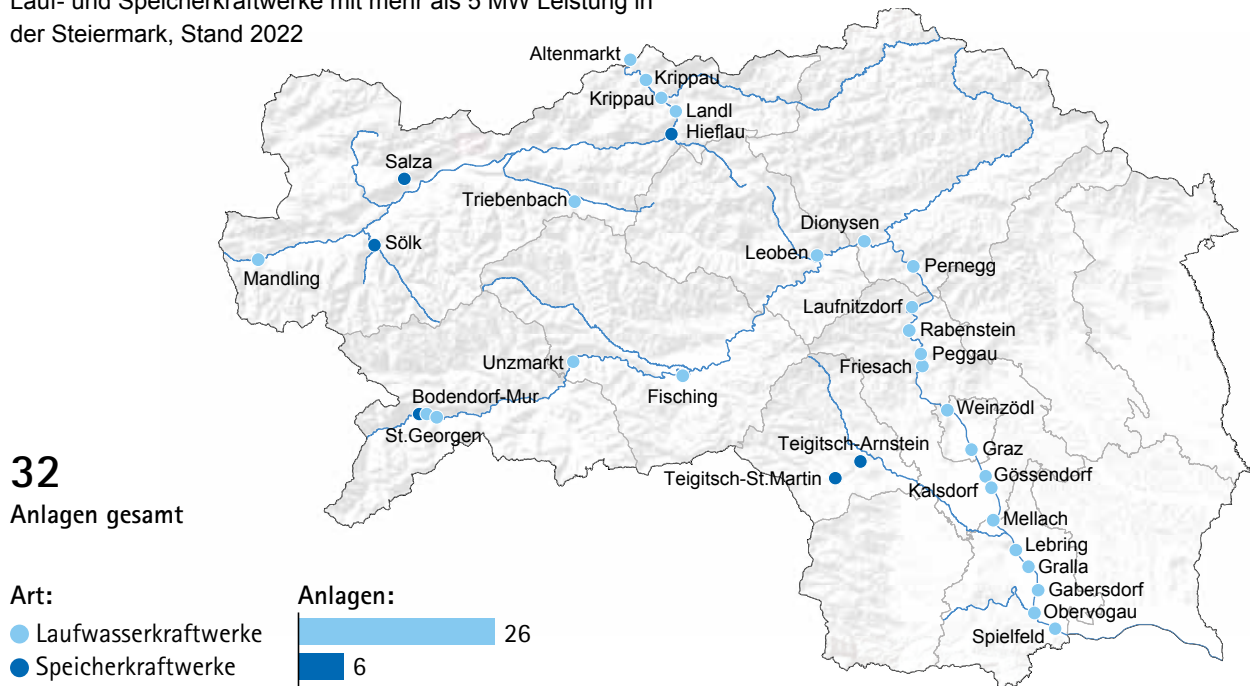 Lauf- und Speicherkraftwerke mit mehr als 5 MW Leistung in
der Steiermark, Stand 2022
Altenmarkt
Krippau
Krippau
Landl
Hieflau
Salza
Triebenbach
Sölk
Mandling
Dionysen
Leoben
Pernegg
Laufnitzdorf
Rabenstein
Peggau
Friesach
Unzmarkt
Fisching
Bodendorf-Mur
St.Georgen
Weinzödl
Graz
Teigitsch-Arnstein
Teigitsch-St.Martin
Gössendorf
Kalsdorf
Mellach
Lebring
Gralla
Gabersdorf
Obervogau
Spielfeld
32
Anlagen gesamt
Art:
Anlagen:
Laufwasserkraftwerke
26
Speicherkraftwerke
6